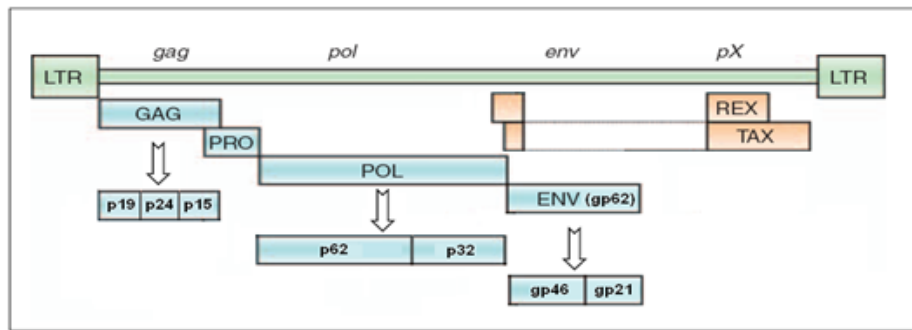 gag pol env pX
LTR LTR
GAG REX
PRO TAX
POL
ENV (gp62)
p19 p24 p15
p62 p32
gp46 gp21